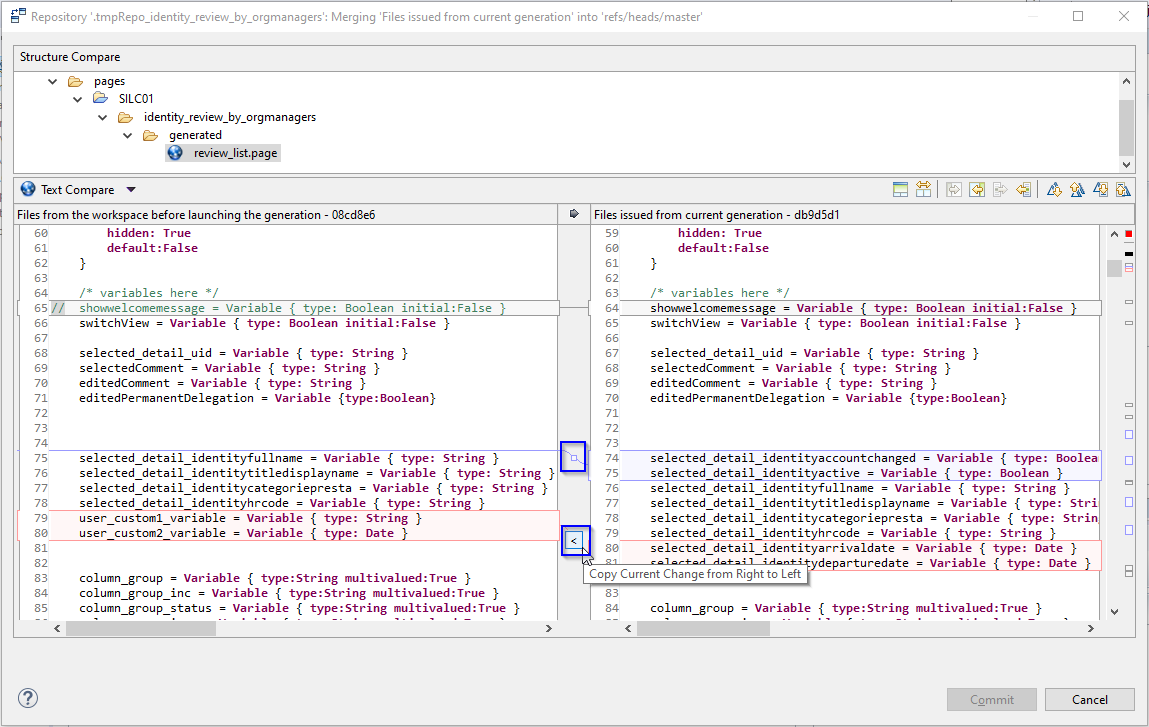 Repository '.tmpRepo_identity_review_by_orgmanagers': Merging 'Files issued from current generation' into 'refs/heads/master'
Structure Compare
pages
SILC01
identity_review_by_orgmanagers
generated
review_list.page
Text Compare
Files from the workspace before launching the generation - 08cd8e6
60 hidden: True
61 default:False
62 }
63
64 /* variables here */
65 // showwelcomemessage = Variable { type: Boolean initial:False }
66 switchView = Variable { type: Boolean initial:False }
67
68 selected_detail_uid = Variable { type: String }
69 selectedComment = Variable { type: String }
70 editedComment = Variable { type: String }
71 editedPermanentDelegation = Variable {type:Boolean}
72
73
74
75 selected_detail_identityfullname = Variable { type: String }
76 selected_detail_identitytitledisplayname = Variable { type: String }
77 selected_detail_identitycategoriepresta = Variable { type: String }
78 selected_detail_identityhrcode = Variable { type: String }
79 user_custom1_variable = Variable { type: String }
80 user_custom2_variable = Variable { type: Date }
81
82
83 column_group = Variable { type:String multivalued:True }
84 column_group_inc = Variable { type:String multivalued:True }
85 column_group_status = Variable { type:String multivalued:True }
Files issued from current generation - db9d5d1
59 hidden: True
60 default:False
61 }
62
63 /* variables here */
64 showwelcomemessage = Variable { type: Boolean initial:False }
65 switchView = Variable { type: Boolean initial:False }
66
67 selected_detail_uid = Variable { type: String }
68 selectedComment = Variable { type: String }
69 editedComment = Variable { type: String }
70 editedPermanentDelegation = Variable {type:Boolean}
71
72
73
74 selected_detail_identityaccountchanged = Variable { type: Boolea
75 selected_detail_identityactive = Variable { type: Boolean }
76 selected_detail_identityfullname = Variable { type: String }
77 selected_detail_identitytitledisplayname = Variable { type: Stri
78 selected_detail_identitycategoriepresta = Variable { type: Strin
79 selected_detail_identityhrcode = Variable { type: String }
80 selected_detail_identityarrivaldate = Variable { type: Date }
81 selected_detail_identitydeparturedate = Variable { type: Date }
Copy Current Change from Right to Left
83
84 column_group = Variable { type:String multivalued:True }
Commit
Cancel